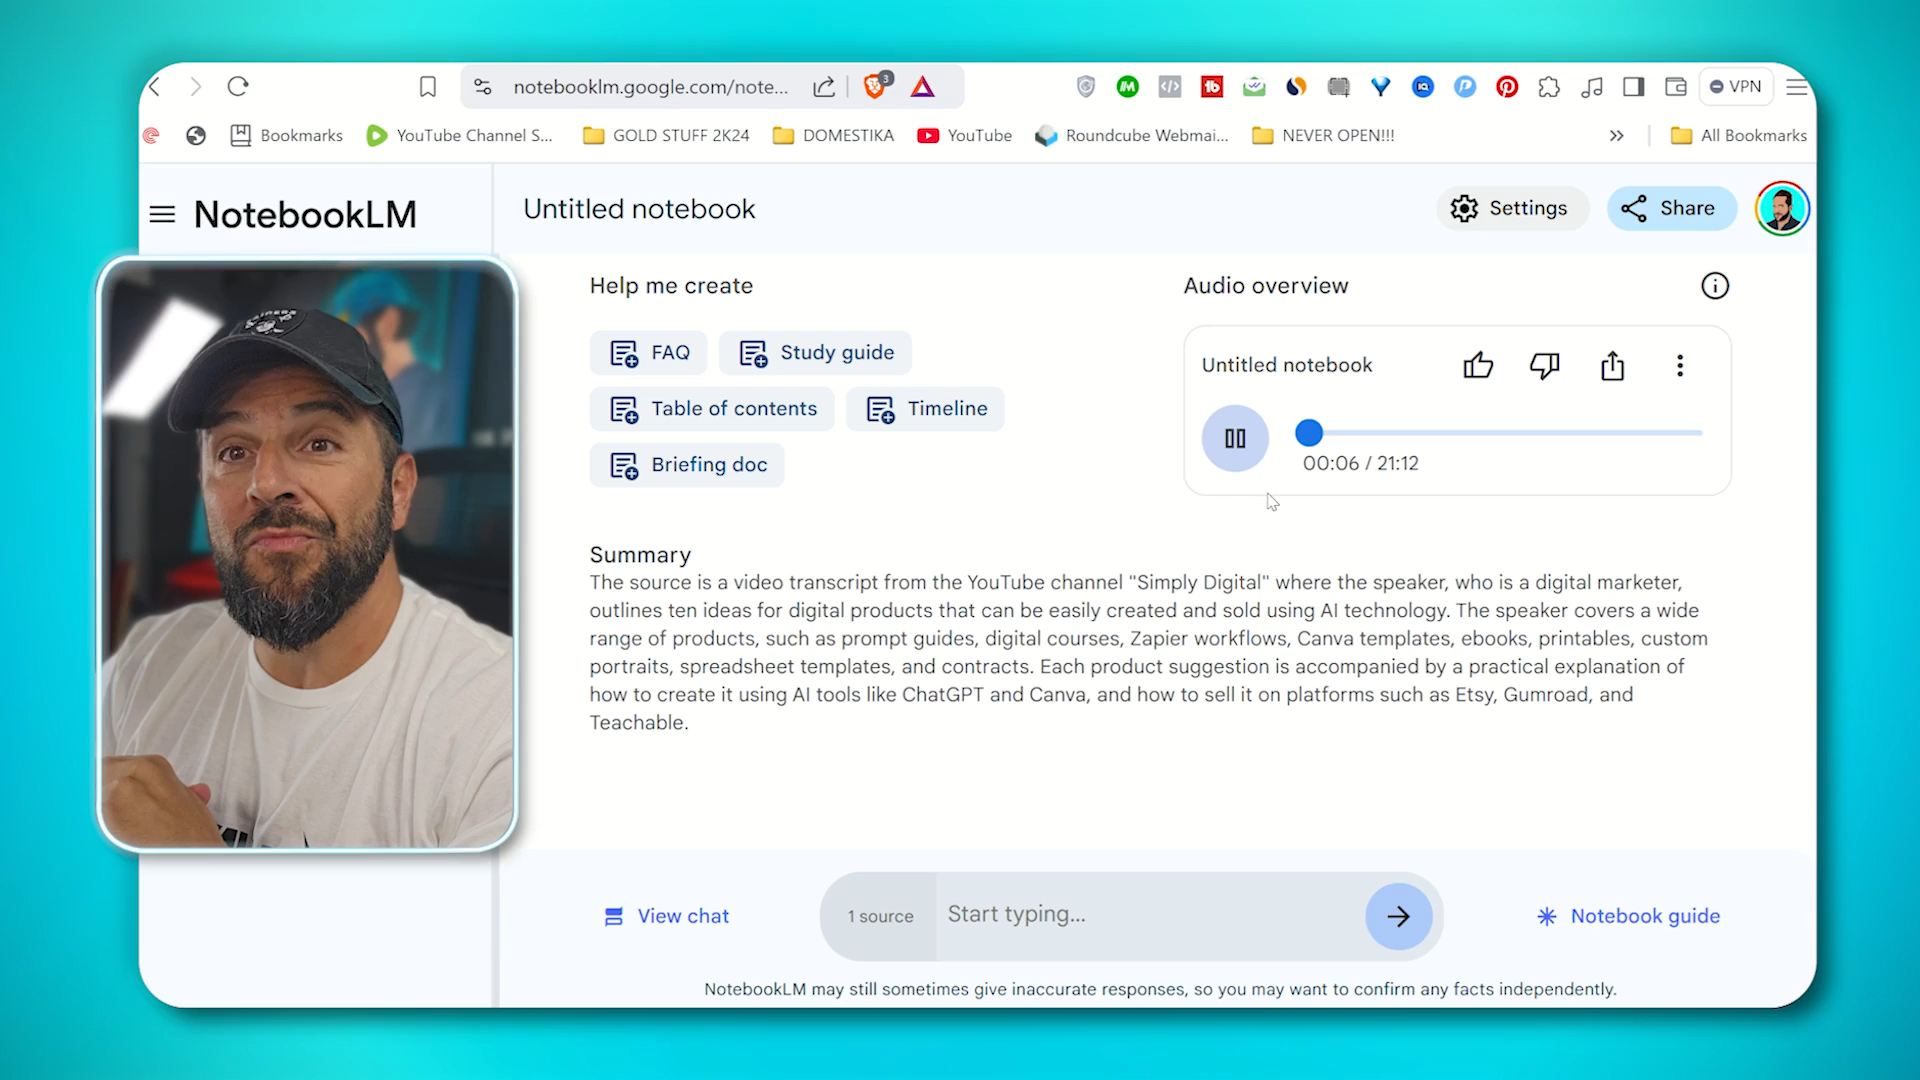 notebooklm.google.com/note...
3
VPN
Bookmarks
YouTube Channel S...
GOLD STUFF 2K24
DOMESTIKA
YouTube
Roundcube Webmai...
NEVER OPEN!!!
All Bookmarks
NotebookLM
Untitled notebook
Settings
Share
Help me create
FAQ
Study guide
Table of contents
Timeline
Briefing doc
Audio overview
Untitled notebook
00:06 / 21:12
Summary
The source is a video transcript from the YouTube channel "Simply Digital" where the speaker, who is a digital marketer,
outlines ten ideas for digital products that can be easily created and sold using AI technology. The speaker covers a wide
range of products, such as prompt guides, digital courses, Zapier workflows, Canva templates, ebooks, printables, custom
portraits, spreadsheet templates, and contracts. Each product suggestion is accompanied by a practical explanation of
how to create it using AI tools like ChatGPT and Canva, and how to sell it on platforms such as Etsy, Gumroad, and
Teachable.
View chat
1 source
Start typing...
Notebook guide
NotebookLM may still sometimes give inaccurate responses, so you may want to confirm any facts independently.